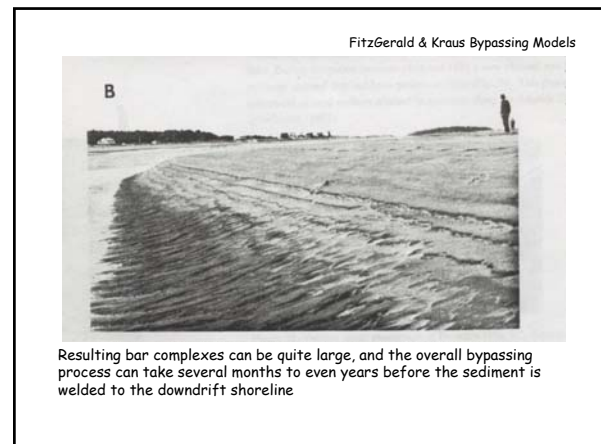 FitzGerald & Kraus Bypassing Models
B
Resulting bar complexes can be quite large, and the overall bypassing
process can take several months to even years before the sediment is
welded to the downdrift shoreline